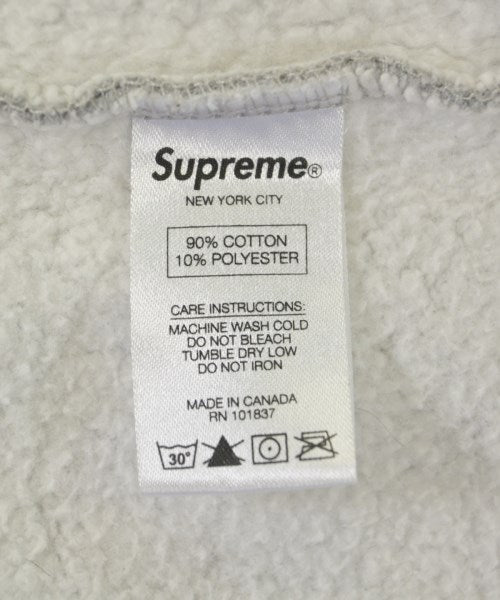 Supreme®
NEW YORK CITY
90% COTTON
10% POLYESTER
CARE INSTRUCTIONS:
MACHINE WASH COLD
DO NOT BLEACH
TUMBLE DRY LOW
DO NOT IRON
MADE IN CANADA
RN 101837
30°